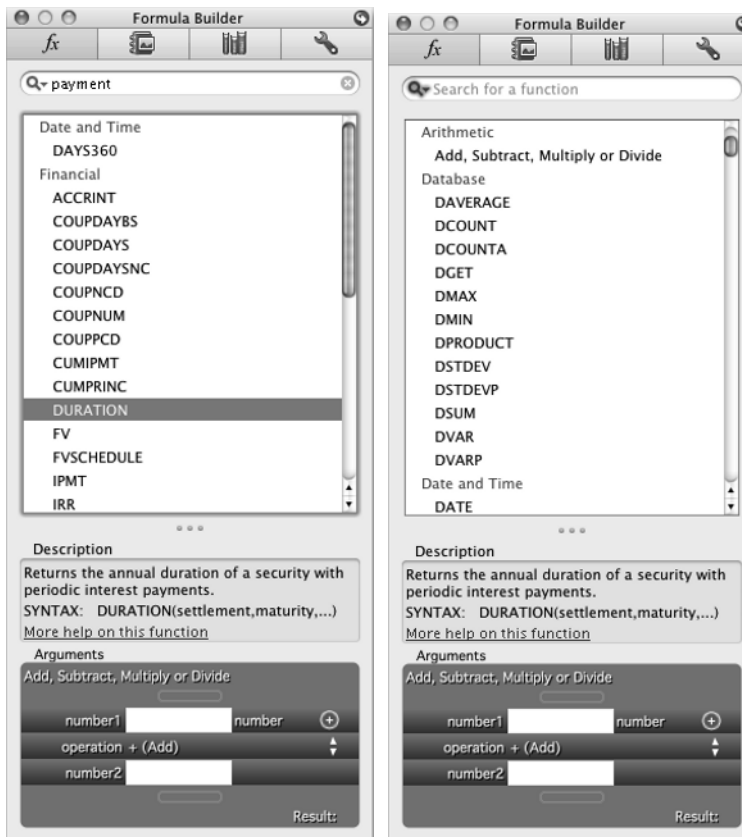 Formula Builder
fx
payment
Date and Time
DAYS360
Financial
ACCRINT
COUPDAYBS
COUPDAYS
COUPDAYSNC
COUPNCD
COUPNUM
COUPPCD
CUMIPMT
CUMPRINC
DURATION
FV
FVSCHEDULE
IPMT
IRR
Description
Returns the annual duration of a security with
periodic interest payments.
SYNTAX: DURATION(settlement,maturity,...)
More help on this function
Arguments
Add, Subtract, Multiply or Divide
number1 number
operation + (Add)
number2
Result:
Formula Builder
fx
Search for a function
Arithmetic
Add, Subtract, Multiply or Divide
Database
DAVERAGE
DCOUNT
DCOUNTA
DGET
DMAX
DMIN
DPRODUCT
DSTDEV
DSTDEVP
DSUM
DVAR
DVARP
Date and Time
DATE
Description
Returns the annual duration of a security with
periodic interest payments.
SYNTAX: DURATION(settlement,maturity,...)
More help on this function
Arguments
Add, Subtract, Multiply or Divide
number1 number
operation + (Add)
number2
Result: